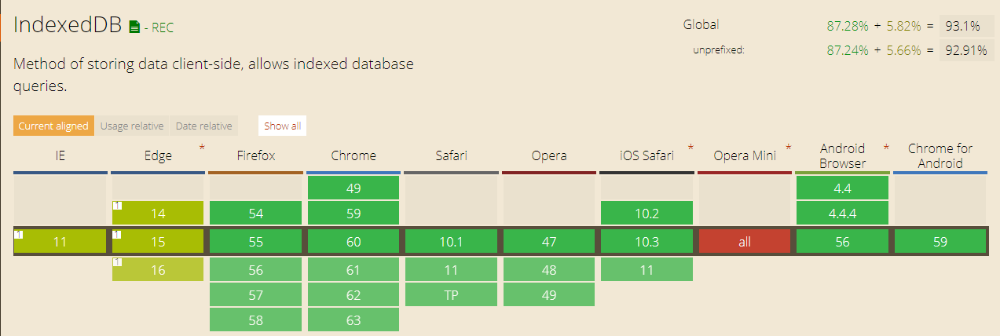 IndexedDB - REC
Global 87.28% + 5.82% = 93.1%
unprefixed: 87.24% + 5.66% = 92.91%
Method of storing data client-side, allows indexed database
queries.
Current aligned Usage relative Date relative Show all
IE Edge * Firefox Chrome Safari Opera iOS Safari * Opera Mini * Android Browser * Chrome for Android
49 4.4
1 14 54 59 10.2 4.4.4
1 11 1 15 55 60 10.1 47 10.3 all 56 59
1 16 56 61 11 48 11
57 62 TP 49
58 63